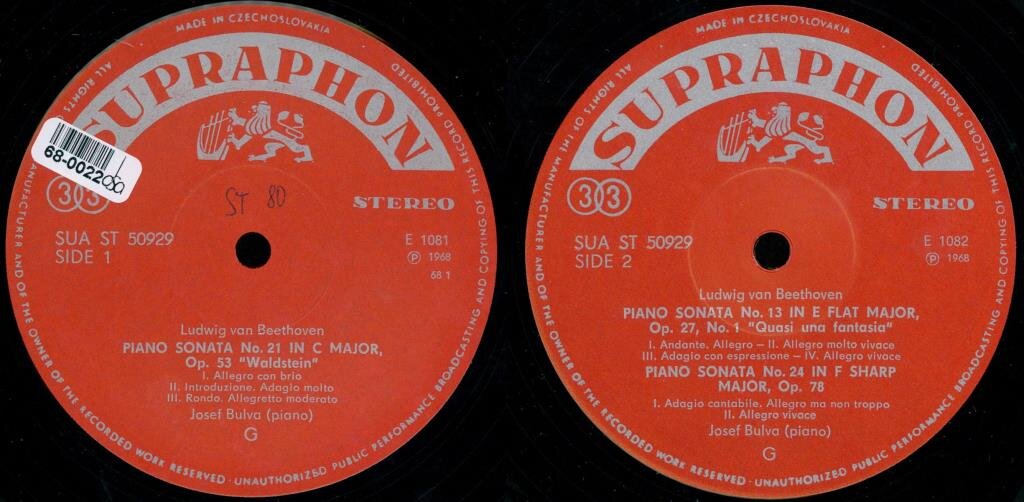 MADE IN CZECHOSLOVAKIA
SUPRAPHON
68-0022
33
ST 80
STEREO
SUA ST 50929
SIDE 1
E 1081
℗ 1968
68 1
Ludwig van Beethoven
PIANO SONATA No. 21 IN C MAJOR,
Op. 53 "Waldstein"
I. Allegro con brio
II. Introduzione. Adagio molto
III. Rondo. Allegretto moderato
Josef Bulva (piano)
G
ALL RIGHTS
MANUFACTURER AND OF THE OWNER OF THE RECORDED WORK RESERVED · UNAUTHORIZED PUBLIC PERFORMANCE BROADCASTING AND COPYING OF THIS RECORD PROHIBITED
MADE IN CZECHOSLOVAKIA
SUPRAPHON
33
STEREO
SUA ST 50929
SIDE 2
E 1082
℗ 1968
Ludwig van Beethoven
PIANO SONATA No. 13 IN E FLAT MAJOR,
Op. 27, No. 1 "Quasi una fantasia"
I. Andante. Allegro – II. Allegro molto vivace
III. Adagio con espressione – IV. Allegro vivace
PIANO SONATA No. 24 IN F SHARP
MAJOR, Op. 78
I. Adagio cantabile. Allegro ma non troppo
II. Allegro vivace
Josef Bulva (piano)
G
ALL RIGHTS OF THE MANUFACTURER AND OF THE OWNER OF THE RECORDED WORK RESERVED · UNAUTHORIZED PUBLIC PERFORMANCE BROADCASTING AND COPYING OF THIS RECORD PROHIBITED